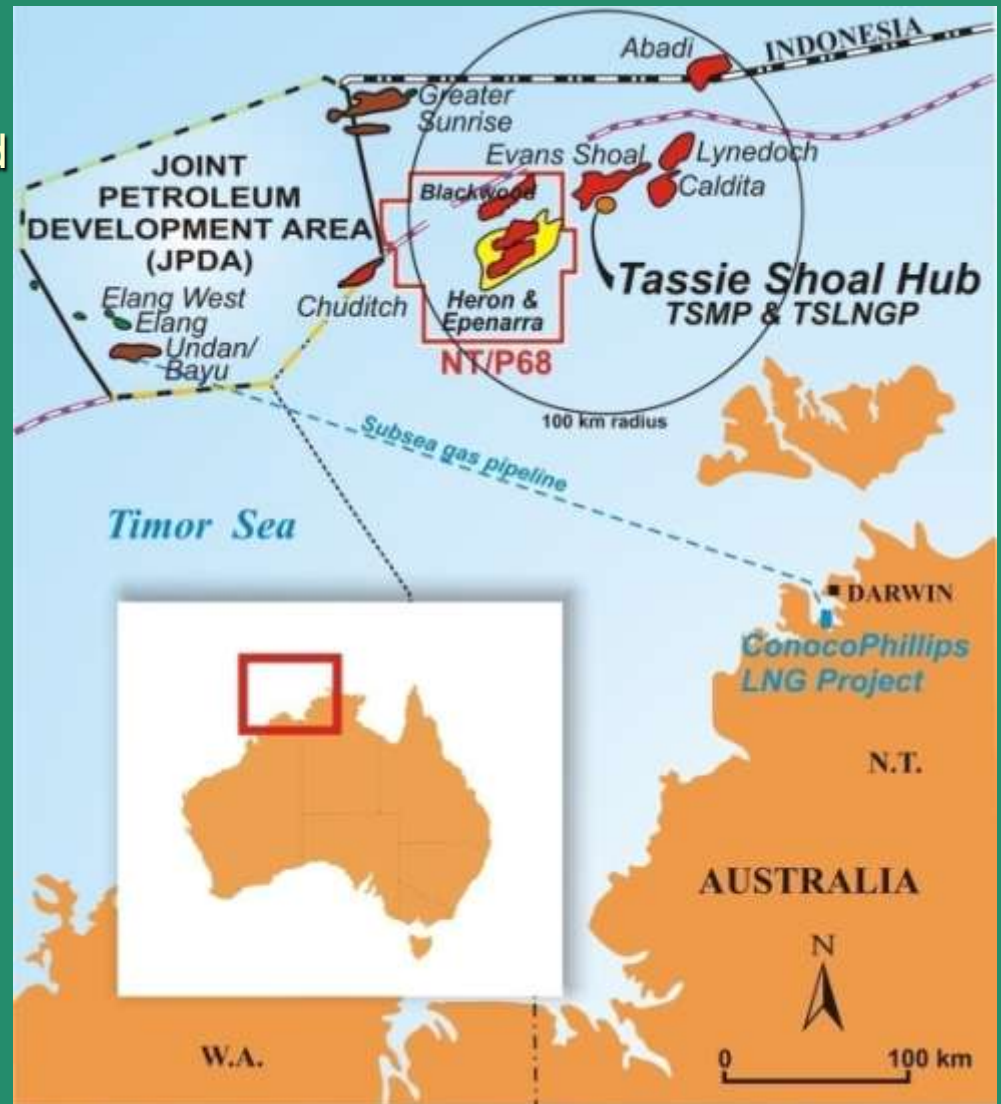 Abadi
INDONESIA
Greater
Sunrise
JOINT
PETROLEUM
DEVELOPMENT AREA
(JPDA)
Evans Shoal
Lynedoch
Caldita
Blackwood
Tassie Shoal Hub
TSMP & TSLNGP
Elang West
Elang
Undan/
Bayu
Chuditch
Heron &
Epenarra
NT/P68
100 km radius
Subsea gas pipeline
Timor Sea
DARWIN
ConocoPhillips
LNG Project
N.T.
AUSTRALIA
N
W.A.
0 100 km